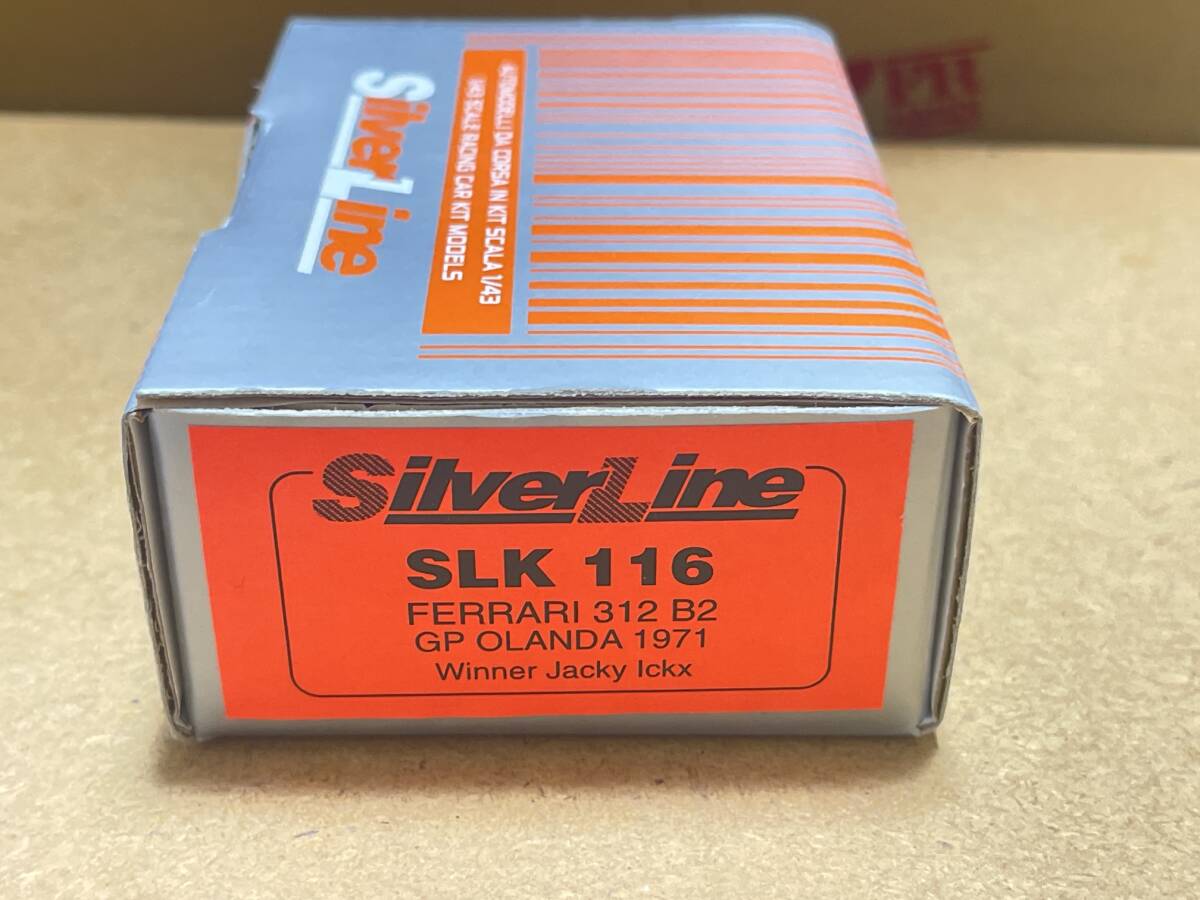 SilverLine
AUTOMODELLI DA CORSA IN KIT SCALA 1/43
1/43 SCALE RACING CAR KIT MODELS
SilverLine
SLK 116
FERRARI 312 B2
GP OLANDA 1971
Winner Jacky Ickx